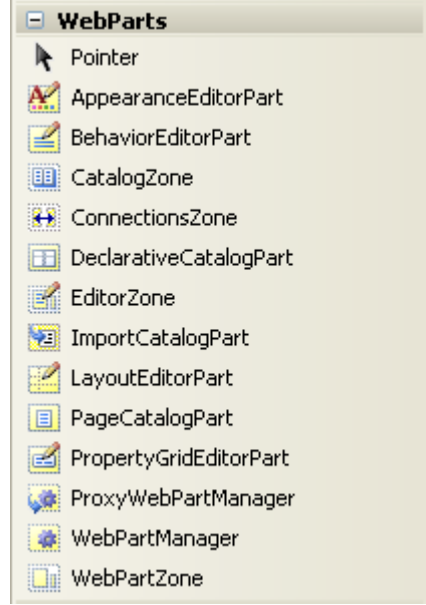 WebParts
Pointer
AppearanceEditorPart
BehaviorEditorPart
CatalogZone
ConnectionsZone
DeclarativeCatalogPart
EditorZone
ImportCatalogPart
LayoutEditorPart
PageCatalogPart
PropertyGridEditorPart
ProxyWebPartManager
WebPartManager
WebPartZone